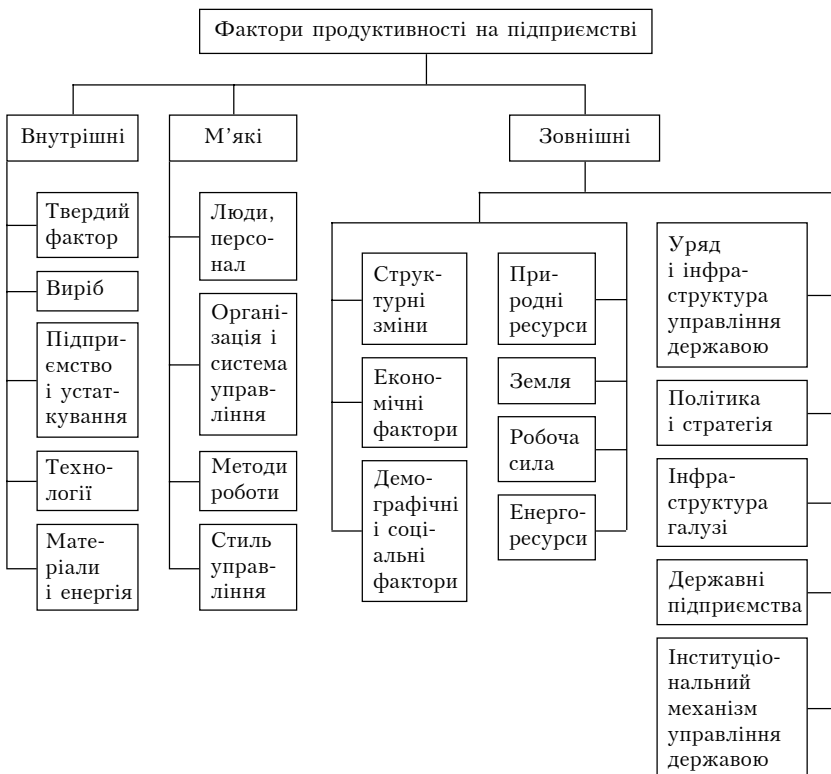 Фактори продуктивності на підприємстві
Внутрішні
М’які
Зовнішні
Твердий
фактор
Виріб
Підпри-
ємство
і устат-
кування
Техно-
логії
Мате-
ріали
і енергія
Люди,
персо-
нал
Органі-
зація і
система
управ-
ління
Методи
роботи
Стиль
управ-
ління
Струк-
турні
зміни
Еконо-
мічні
фактори
Демо-
графічні
і соці-
альні
фактори
При-
родні
ресурси
Земля
Робоча
сила
Енерго-
ресурси
Уряд
і інфра-
структура
управління
державою
Політика
і стратегія
Інфра-
структура
галузі
Державні
підприємства
Інституціо-
нальний
механізм
управління
державою